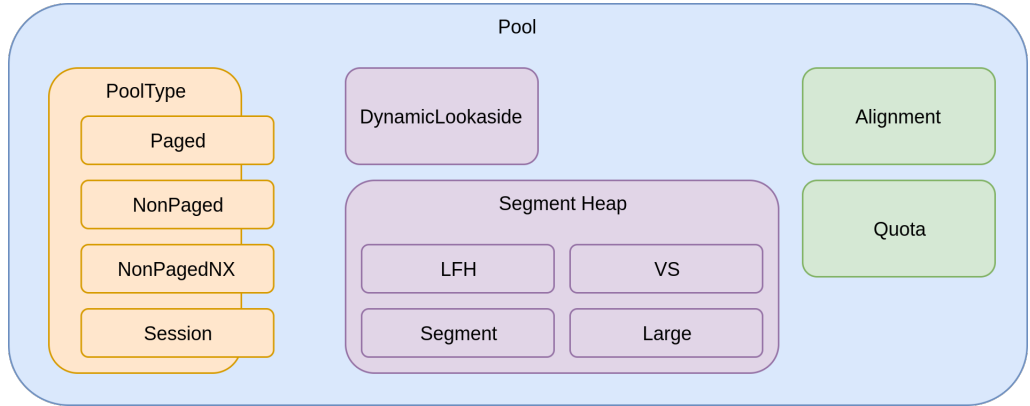 Pool
PoolType
Paged
NonPaged
NonPagedNX
Session
DynamicLookaside
Segment Heap
LFH
VS
Segment
Large
Alignment
Quota